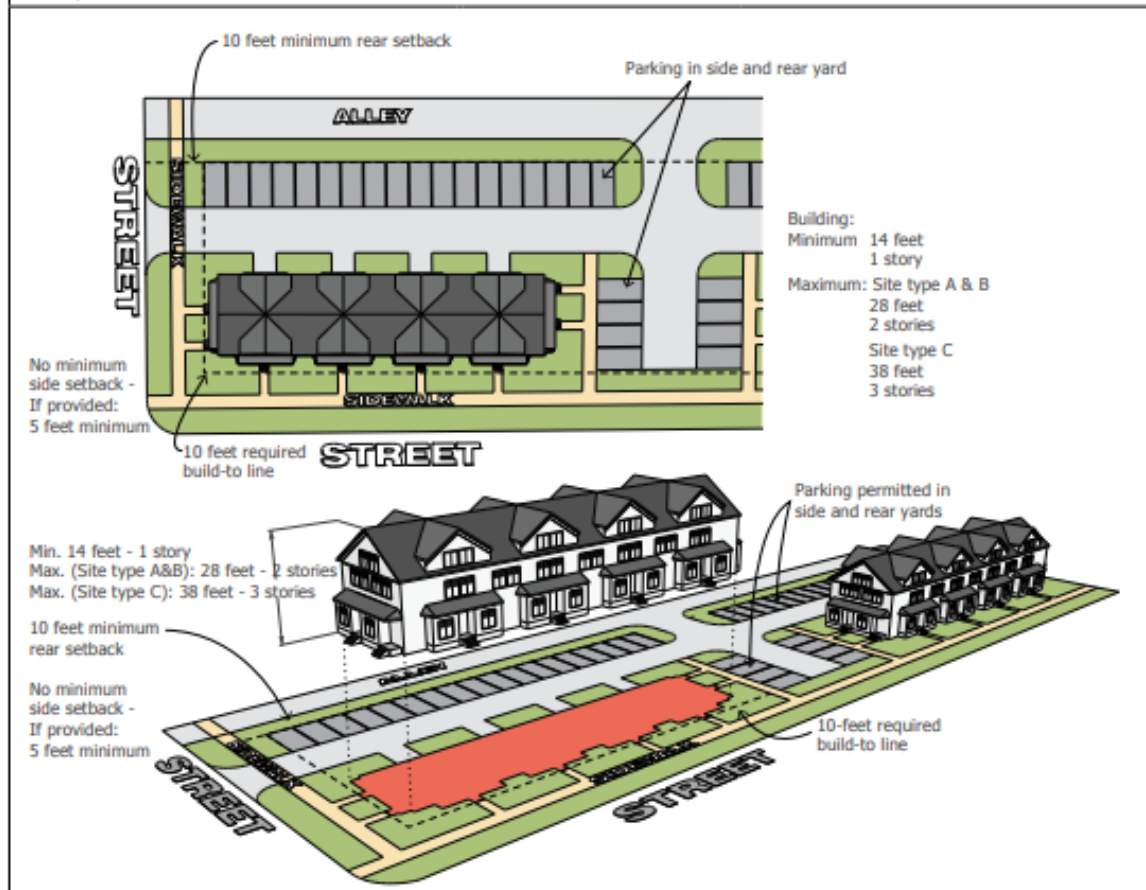 10 feet minimum rear setback
Parking in side and rear yard
ALLEY
STREET
SIDEWALK
Building:
Minimum 14 feet
1 story
Maximum: Site type A & B
28 feet
2 stories
Site type C
38 feet
3 stories
No minimum
side setback -
If provided:
5 feet minimum
SIDEWALK
10 feet required
build-to line
STREET
Parking permitted in
side and rear yards
Min. 14 feet - 1 story
Max. (Site type A&B): 28 feet - 2 stories
Max. (Site type C): 38 feet - 3 stories
10 feet minimum
rear setback
No minimum
side setback -
If provided:
5 feet minimum
10-feet required
build-to line
STREET
STREET